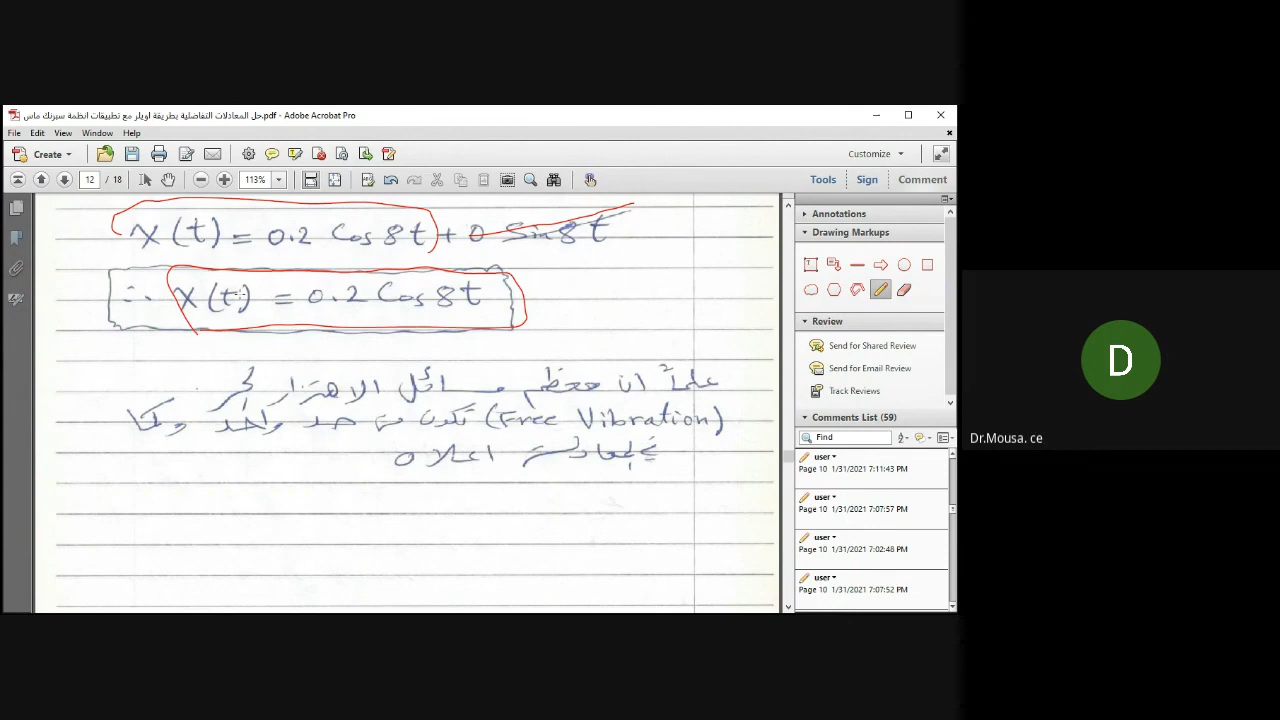 حل المعادلات التفاضلية بطريقة اويلر مع تطبيقات انظمة سبرنك ماس.pdf - Adobe Acrobat Pro
File Edit View Window Help
Create Customize
12 / 18 113% Tools Sign Comment
X(t) = 0.2 Cos 8t + 0 Sin 8t
∴ X(t) = 0.2 Cos 8t
علماً ان معظم مسائل الاهتزاز الحر
(Free Vibration) تكون من حد واحد وكما
في المعادلة اعلاه
Annotations
Drawing Markups
Review
Send for Shared Review
Send for Email Review
Track Reviews
Comments List (59)
Find
user
Page 10 1/31/2021 7:11:43 PM
user
Page 10 1/31/2021 7:07:57 PM
user
Page 10 1/31/2021 7:02:48 PM
user
Page 10 1/31/2021 7:07:52 PM
D
Dr.Mousa. ce